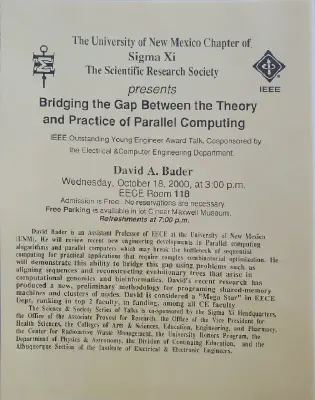 The University of New Mexico Chapter of
Sigma Xi
The Scientific Research Society
IEEE
presents
Bridging the Gap Between the Theory
and Practice of Parallel Computing
IEEE Outstanding Young Engineer Award Talk, Cosponsored by
the Electrical &Computer Engineering Department.
David A. Bader
Wednesday, October 18, 2000, at 3:00 p.m.
EECE Room 118
Admission is Free. No reservations are necessary.
Free Parking is available in lot C near Maxwell Museum.
Refreshments at 7:00 p.m.
David Bader is an Assistant Professor of EECE at the University of New Mexico
(UNM). He will review recent new engineering developments in Parallel computing
algorithms and parallel computers which may break the bottleneck of sequential
computing for practical applications that require complex combinatorial optimization. He
will demonstrate this ability to bridge this gap using problems such as
aligning sequences and reconstructing evolutionary trees that arise in
computational genomics and bioinformatics. David's recent research has
produced a new, preliminary methodology for programing shared-memory
machines and clusters of nodes. David is considered a "Mega Star" in EECE
Dept, ranking in top 2 faculty, in funding, among all CE faculty.
The Science & Society Series of Talks is co-sponsored by the Sigma Xi Headquarters,
the Office of the Associate Provost for Research, the Office of the Vice President for
Health Sciences, the Colleges of Arts & Sciences, Education, Engineering, and Pharmacy,
the Center for Radioactive Waste Management, the University Honors Program, the
Department of Physics & Astronomy, the Division of Continuing Education, and the
Albuquerque Section of the Institute of Electrical & Electronic Engineers.